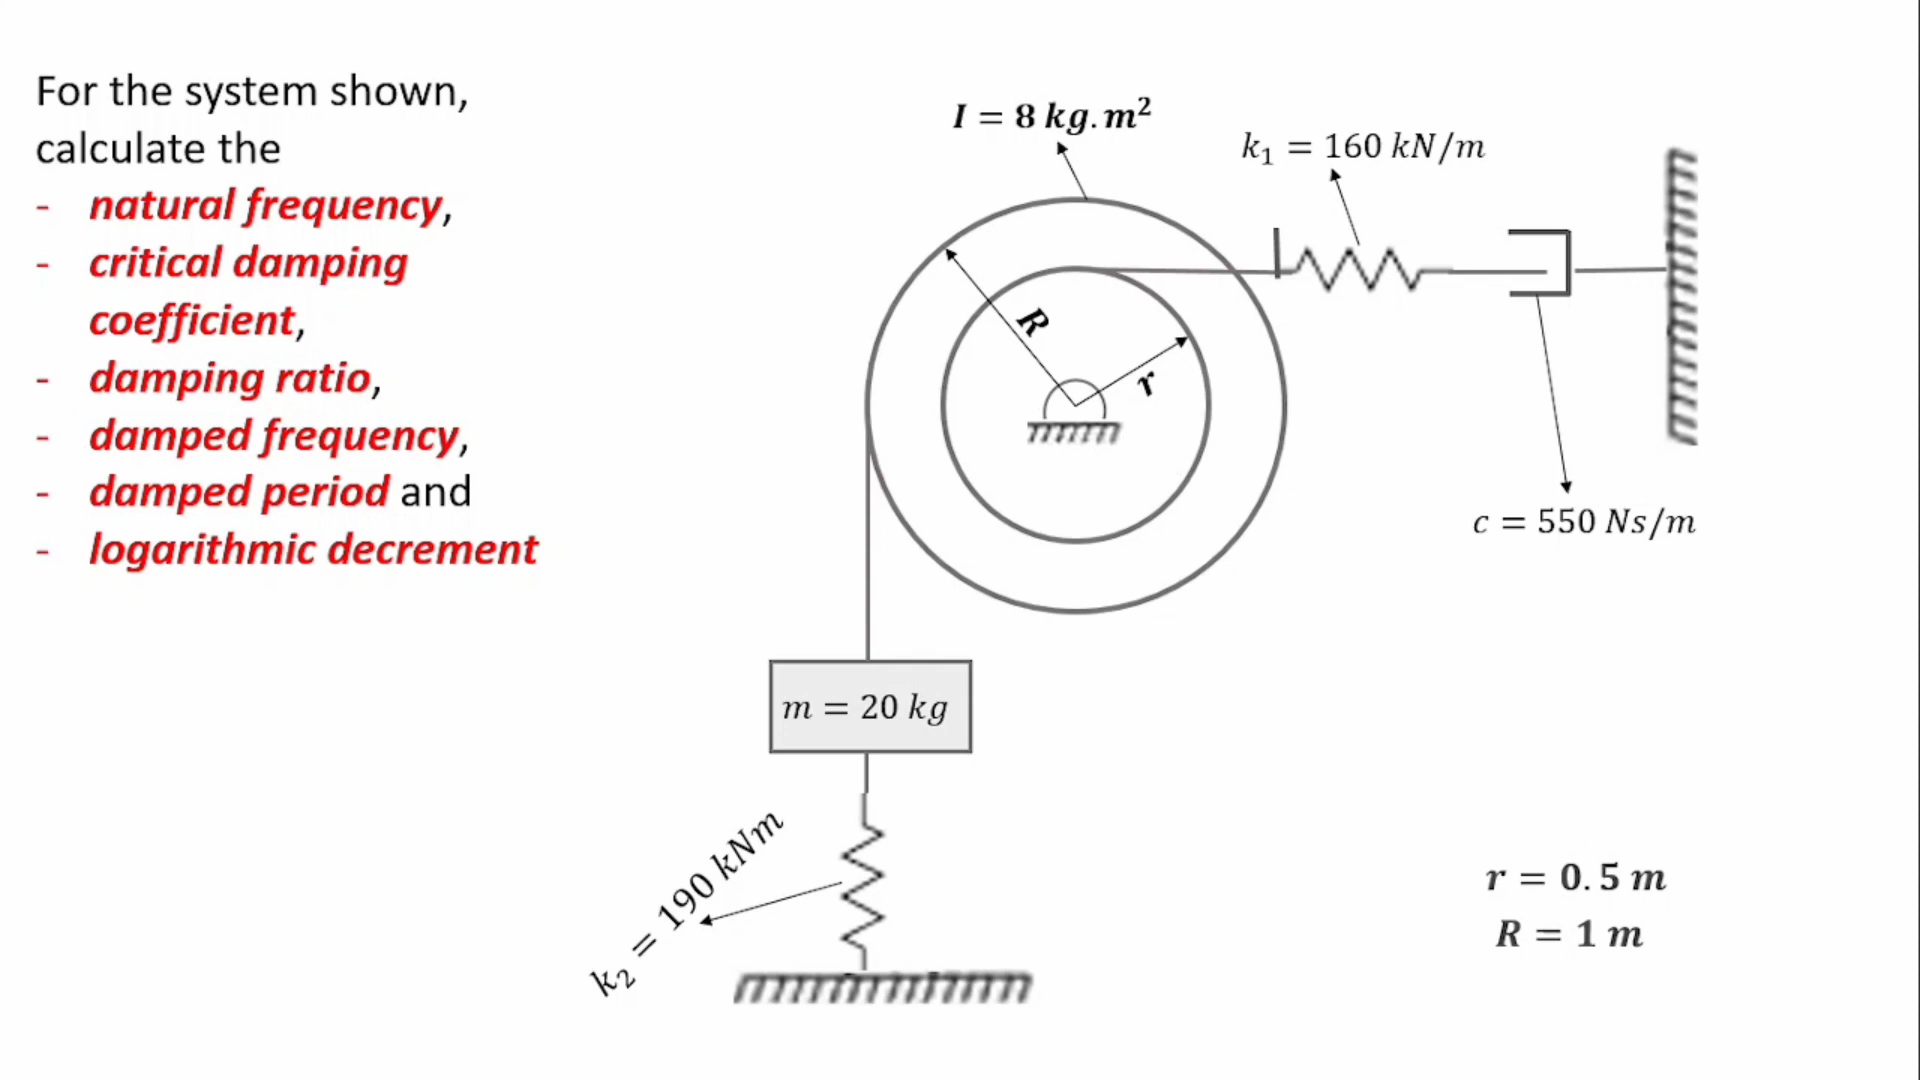 For the system shown,
calculate the
- natural frequency,
- critical damping
coefficient,
- damping ratio,
- damped frequency,
- damped period and
- logarithmic decrement
I = 8 kg.m²
k₁ = 160 kN/m
R
r
c = 550 Ns/m
m = 20 kg
k₂ = 190 kNm
r = 0.5 m
R = 1 m